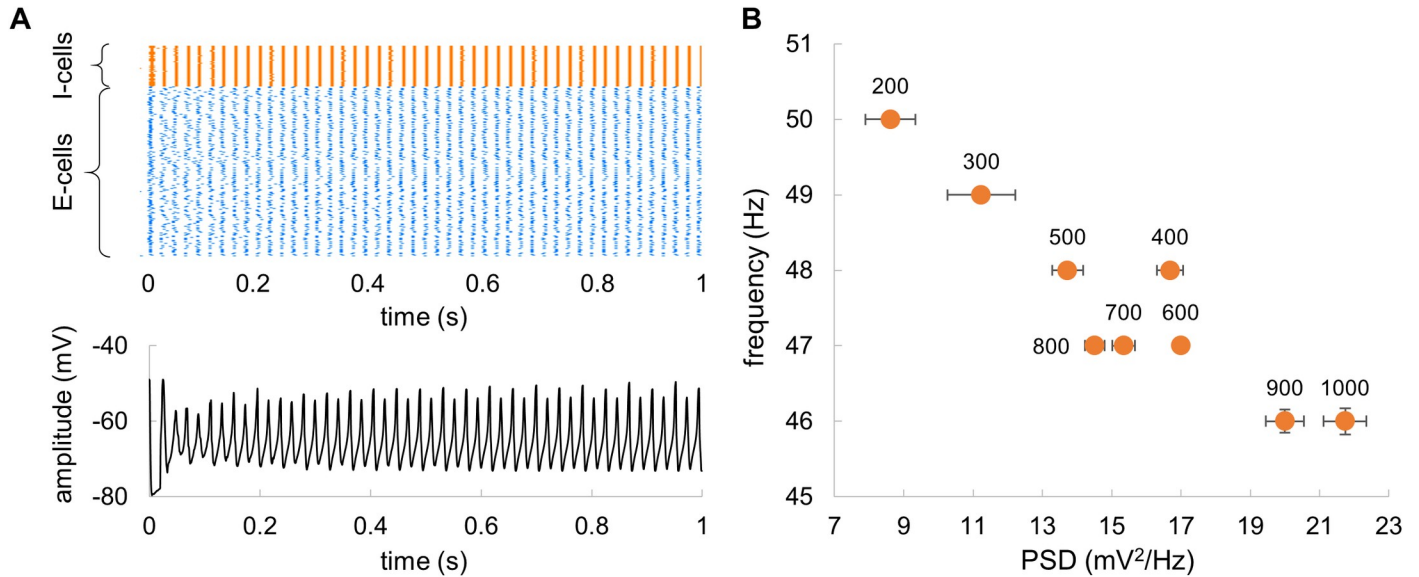 A
I-cells
E-cells
0 0.2 0.4 0.6 0.8 1
time (s)
amplitude (mV)
-40
-60
-80
0 0.2 0.4 0.6 0.8 1
time (s)
B
frequency (Hz)
51
50
49
48
47
46
45
200
300
500 400
700 600
800
900 1000
7 9 11 13 15 17 19 21 23
PSD (mV²/Hz)